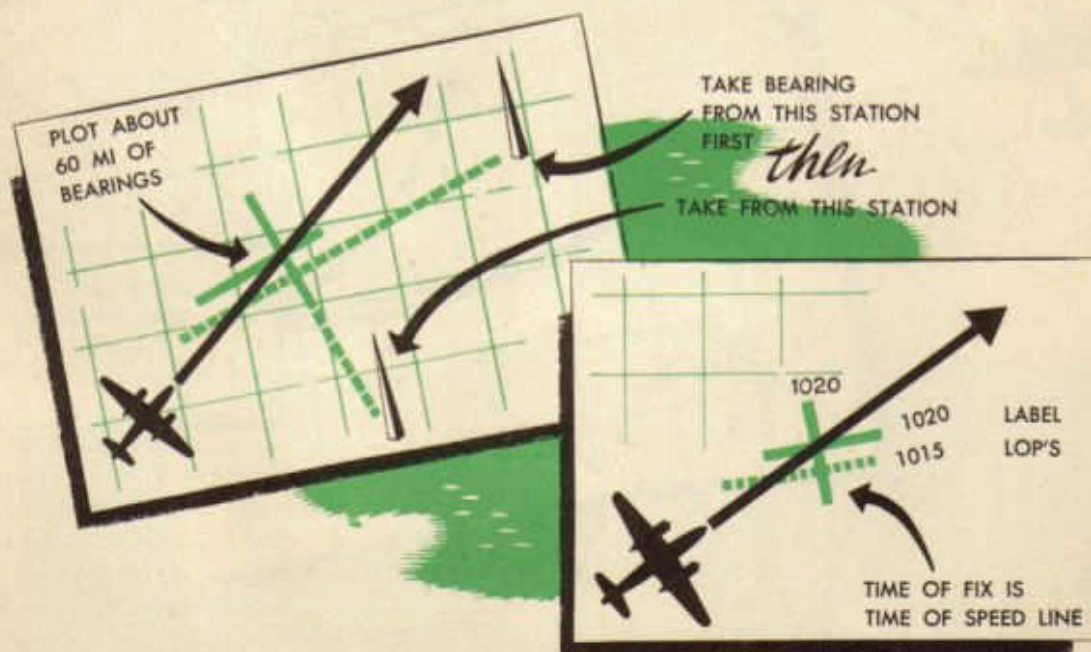 PLOT ABOUT
60 MI OF
BEARINGS
TAKE BEARING
FROM THIS STATION
FIRST then
TAKE FROM THIS STATION
1020
1020
1015
LABEL
LOP'S
TIME OF FIX IS
TIME OF SPEED LINE